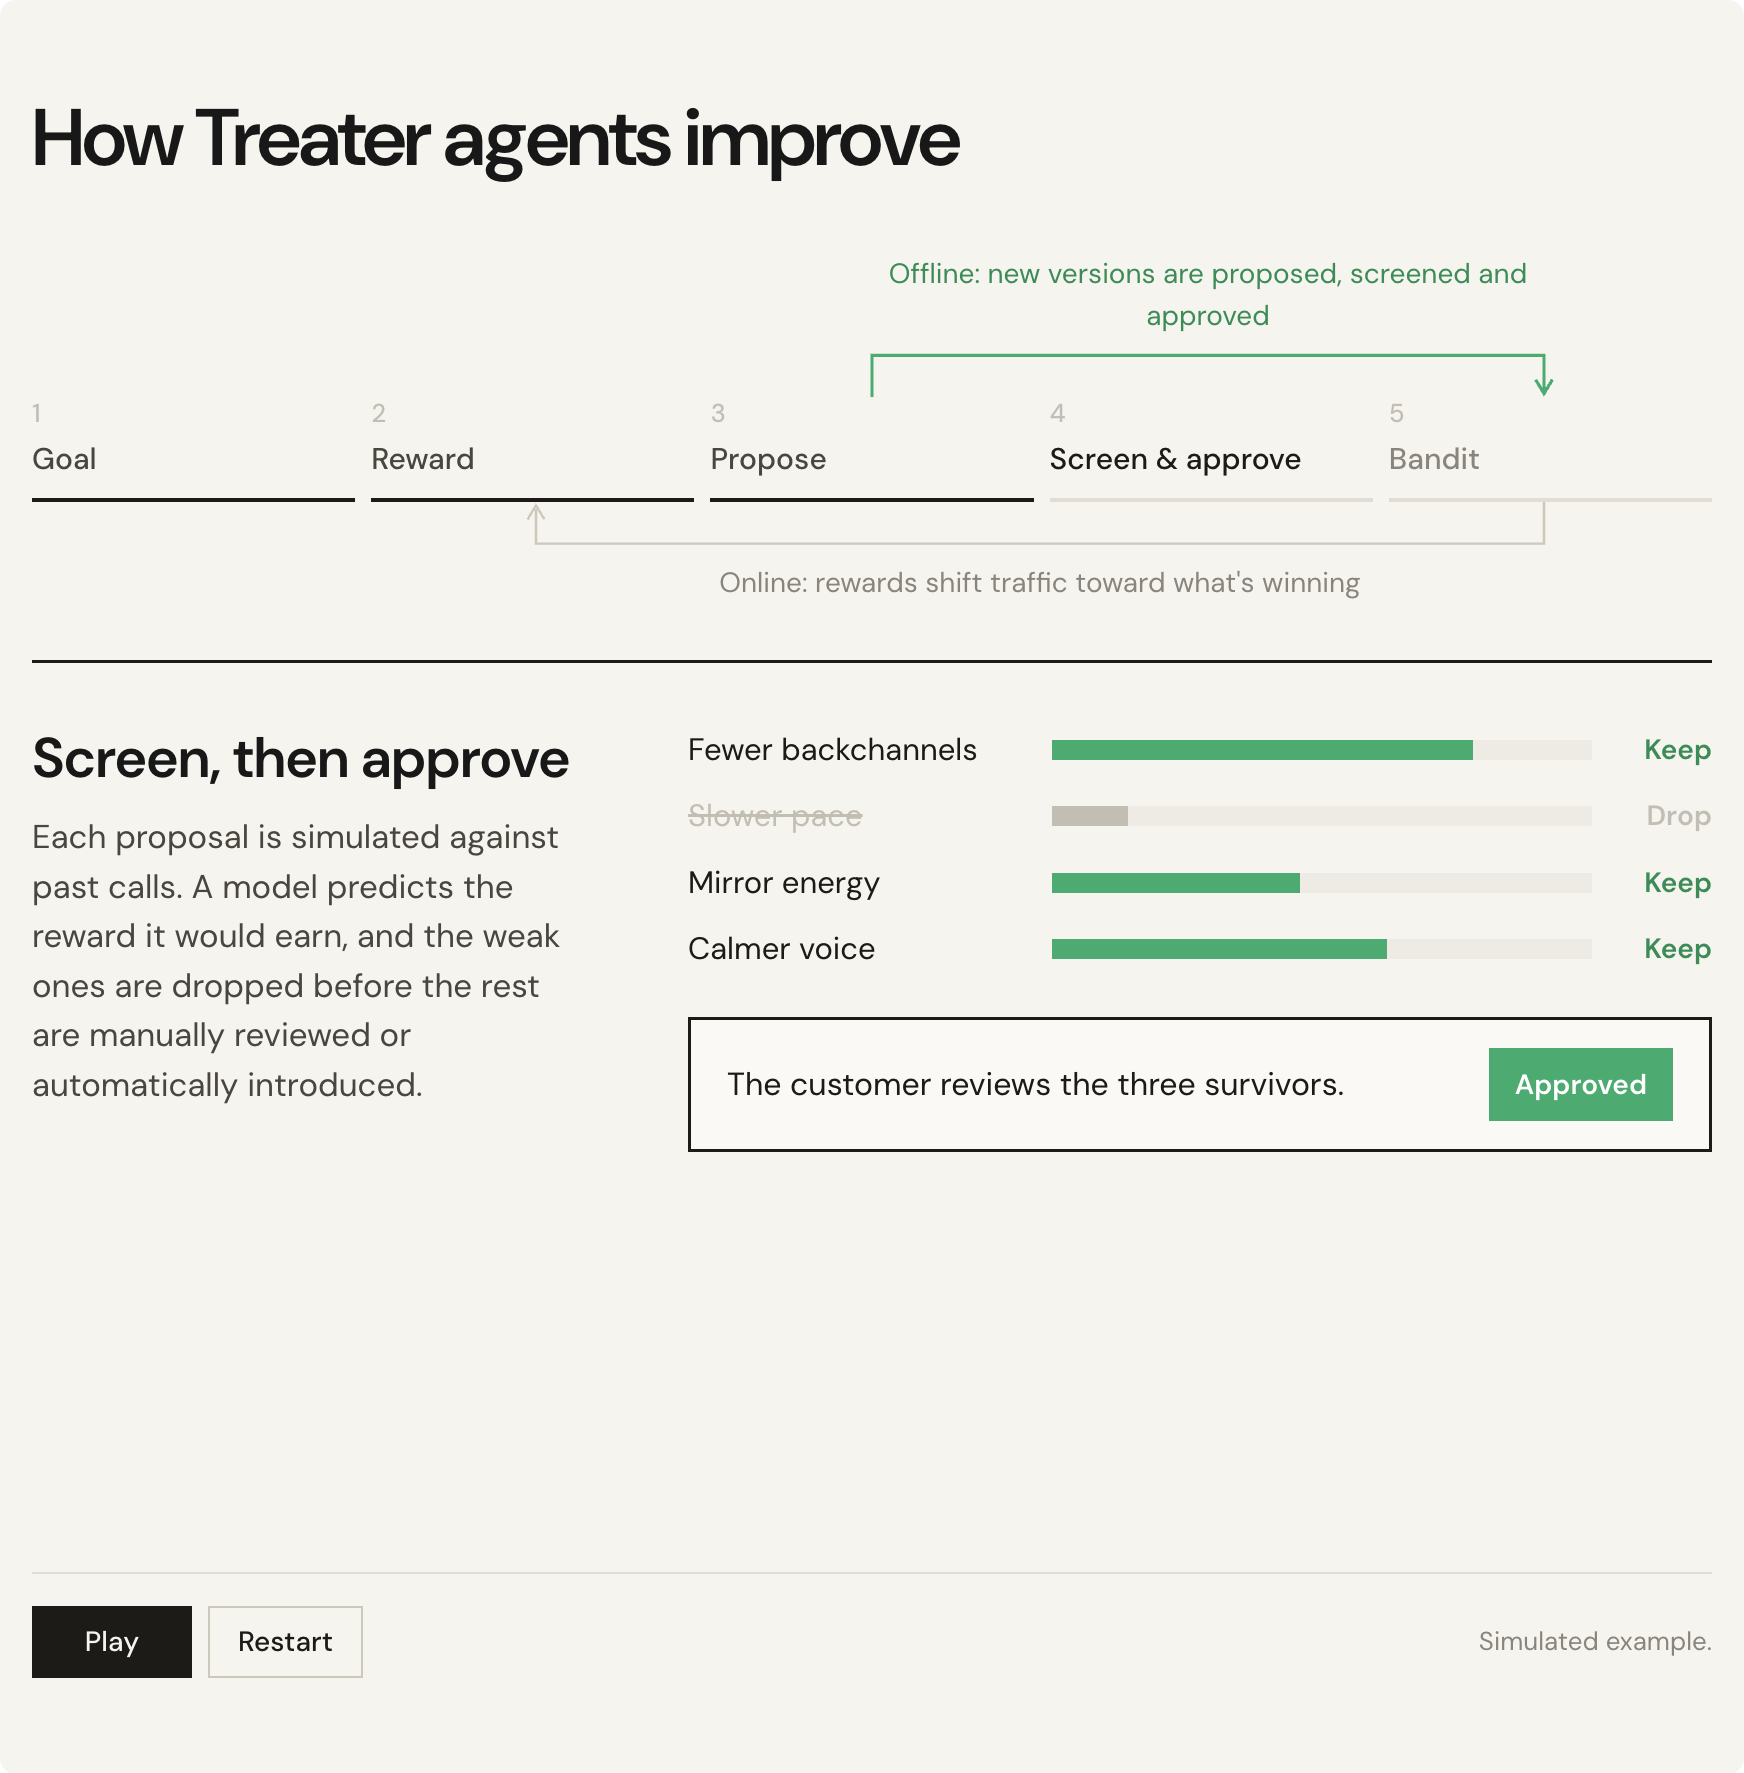 How Treater agents improve
Offline: new versions are proposed, screened and
approved
1
Goal
2
Reward
3
Propose
4
Screen & approve
5
Bandit
Online: rewards shift traffic toward what's winning
Screen, then approve
Each proposal is simulated against
past calls. A model predicts the
reward it would earn, and the weak
ones are dropped before the rest
are manually reviewed or
automatically introduced.
Fewer backchannels Keep
Slower pace Drop
Mirror energy Keep
Calmer voice Keep
The customer reviews the three survivors. Approved
Play Restart Simulated example.